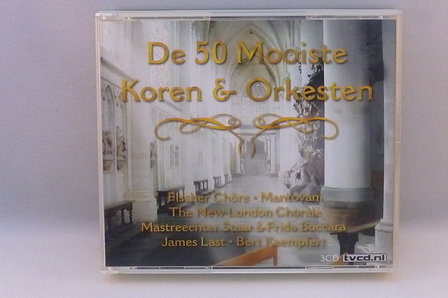 De 50 Mooiste
Koren & Orkesten
Fischer Chöre · Mantovani
The New London Chorale
Mastreechter Staar & Frida Boccara
James Last · Bert Kaempfert
3CD tvcd.nl